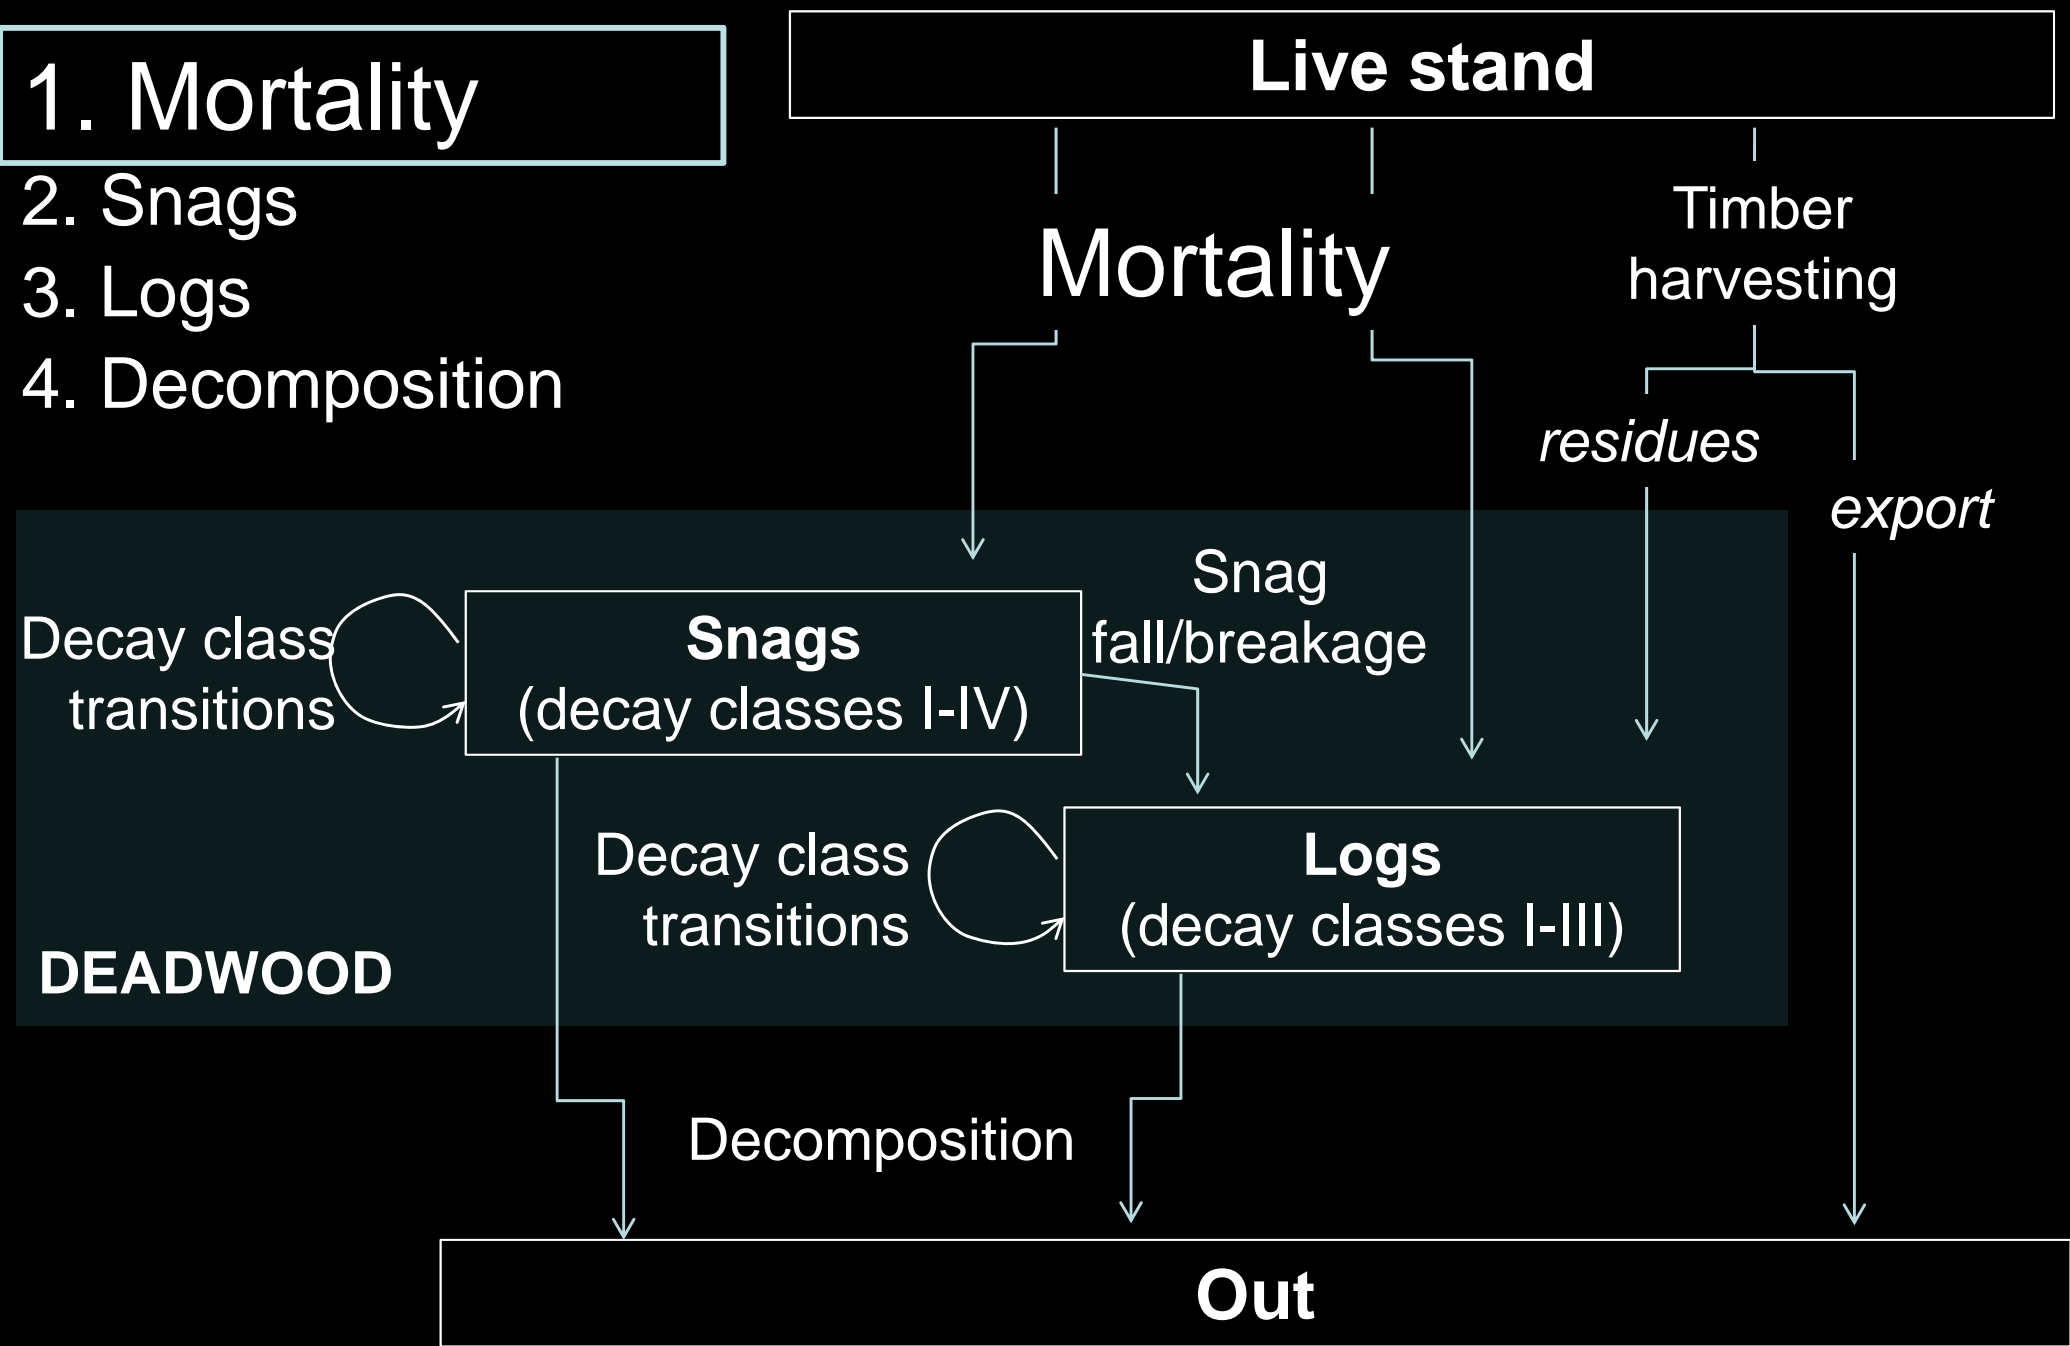 1. Mortality
2. Snags
3. Logs
4. Decomposition
Live stand
Mortality
Timber
harvesting
residues
export
Snag
fall/breakage
Decay class
transitions
Snags
(decay classes I-IV)
Decay class
transitions
Logs
(decay classes I-III)
DEADWOOD
Decomposition
Out